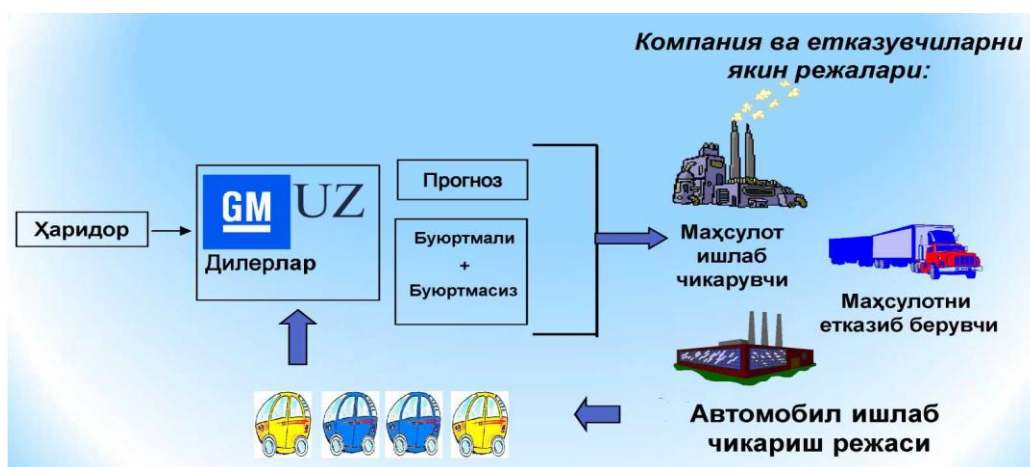 Компания ва етказувчиларни
якин режалари:
Ҳаридор
GM UZ
Дилерлар
Прогноз
Буюртмали
+
Буюртмасиз
Маҳсулот
ишлаб
чикарувчи
Маҳсулотни
етказиб берувчи
Автомобил ишлаб
чикариш режаси